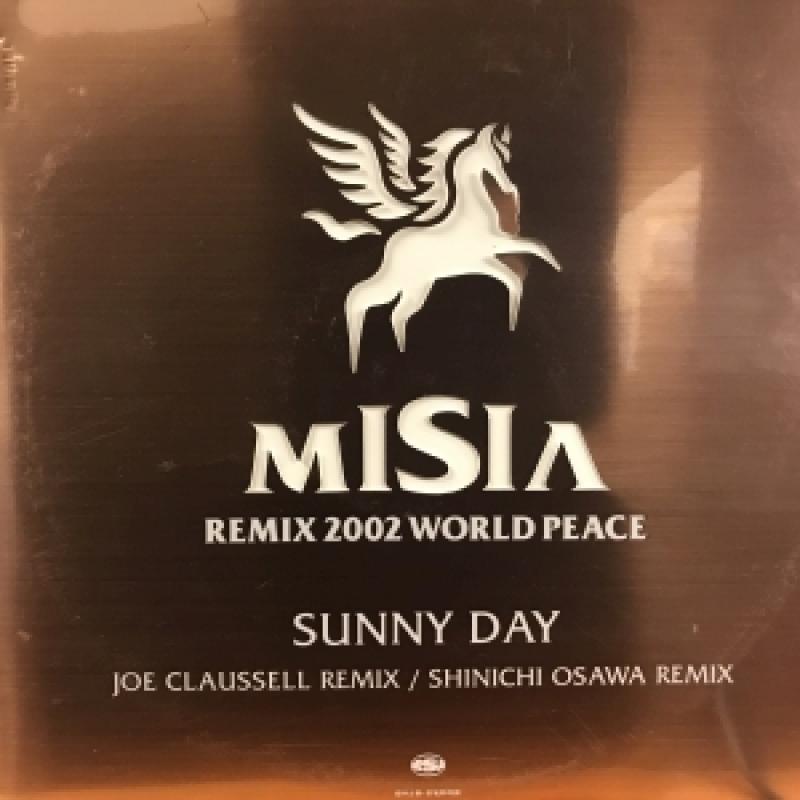 MISIA
REMIX 2002 WORLD PEACE
SUNNY DAY
JOE CLAUSSELL REMIX / SHINICHI OSAWA REMIX